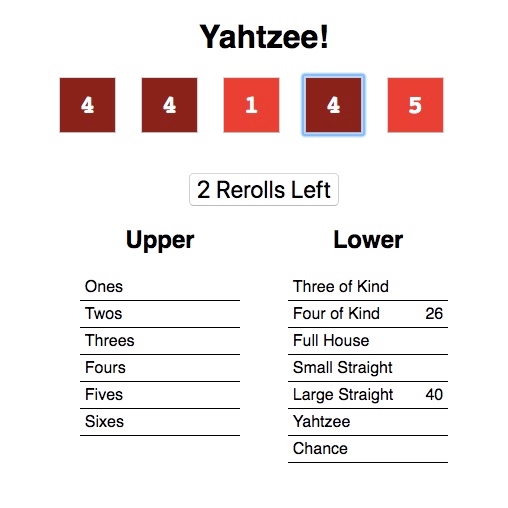 Yahtzee!
4 4 1 4 5
2 Rerolls Left
Upper
Ones
Twos
Threes
Fours
Fives
Sixes
Lower
Three of Kind
Four of Kind 26
Full House
Small Straight
Large Straight 40
Yahtzee
Chance